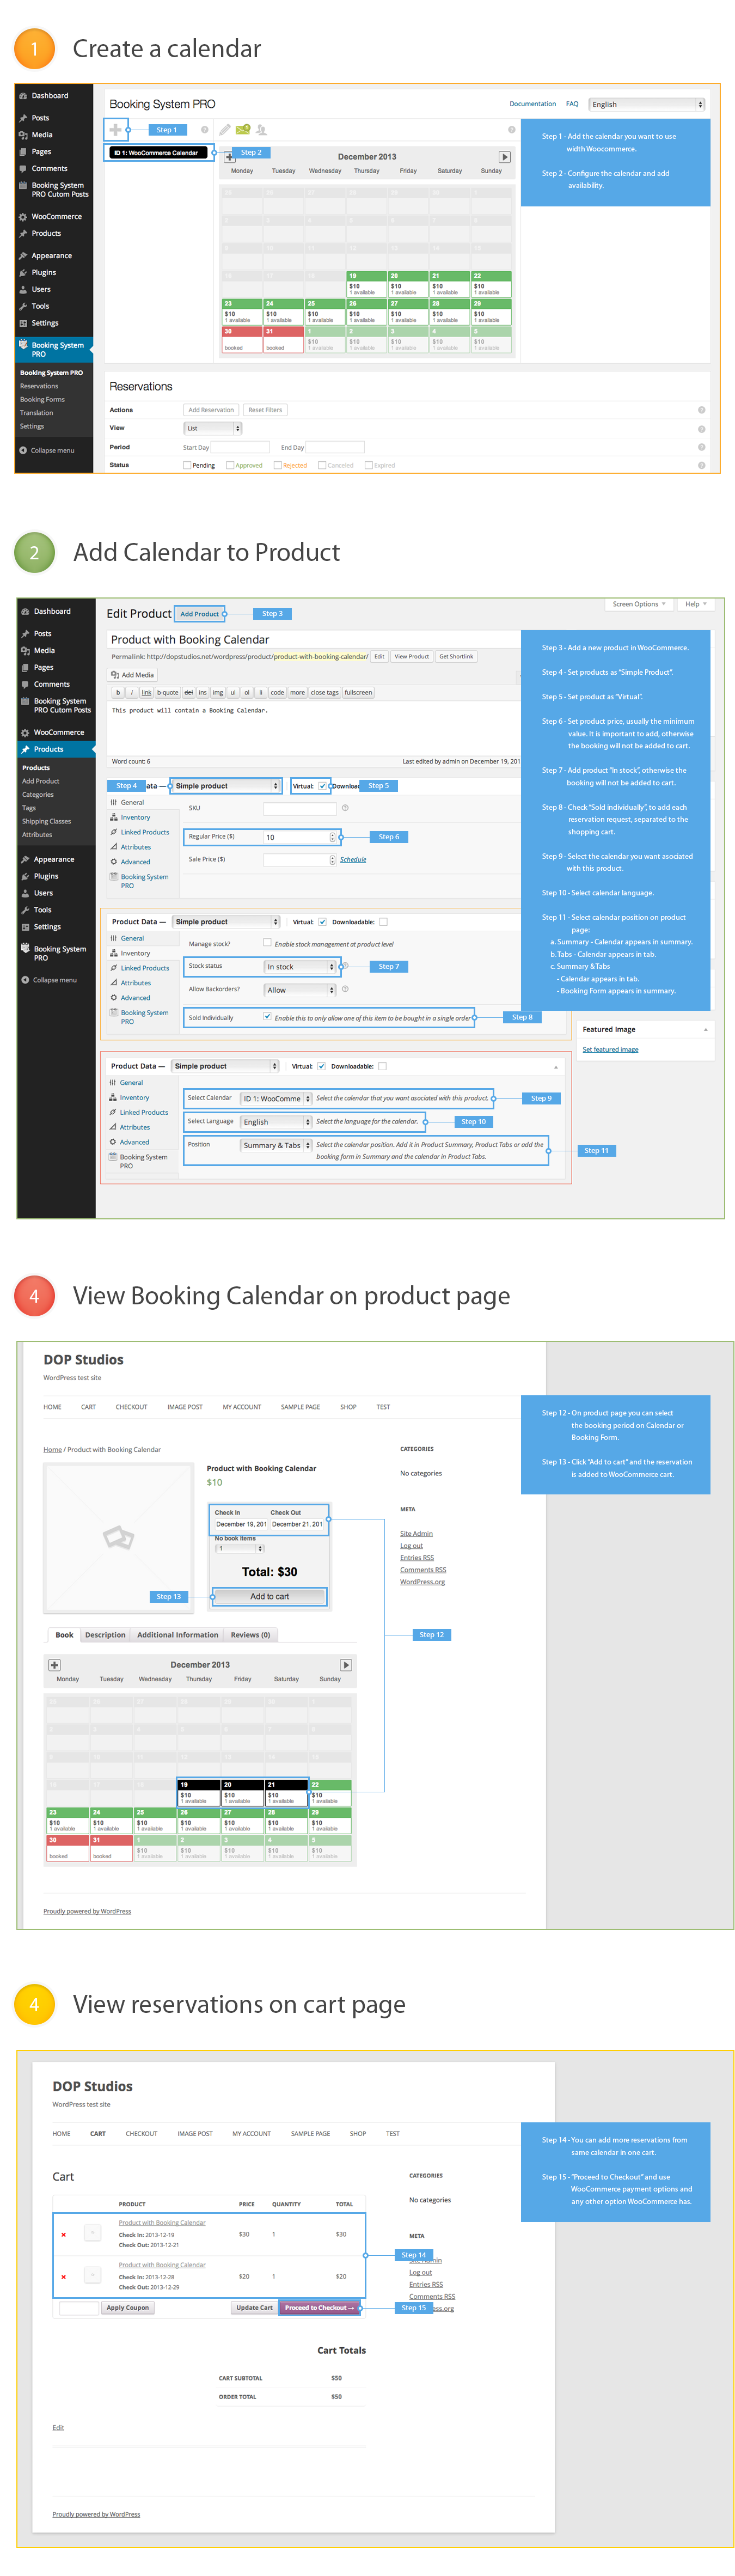 1 Create a calendar
Dashboard
Posts
Media
Pages
Comments
Booking System
PRO Cutom Posts
WooCommerce
Products
Appearance
Plugins
Users
Tools
Settings
Booking System
PRO
Booking System PRO
Reservations
Booking Forms
Translation
Settings
Collapse menu
Booking System PRO
Documentation FAQ English
Step 1
ID 1: WooCommerce Calendar
Step 2
December 2013
Monday Tuesday Wednesday Thursday Friday Saturday Sunday
19 20 21 22
$10 $10 $10 $10
1 available 1 available 1 available 1 available
23 24 25 26 27 28 29
$10 $10 $10 $10 $10 $10 $10
1 available 1 available 1 available 1 available 1 available 1 available 1 available
30 31 1 2 3 4 5
$10 $10 $10 $10 $10
booked booked 1 available 1 available 1 available 1 available 1 available
Step 1 - Add the calendar you want to use
width Woocommerce.
Step 2 - Configure the calendar and add
availability.
Reservations
Actions Add Reservation Reset Filters
View List
Period Start Day End Day
Status Pending Approved Rejected Canceled Expired
2 Add Calendar to Product
Dashboard
Posts
Media
Pages
Comments
Booking System
PRO Cutom Posts
WooCommerce
Products
Products
Add Product
Categories
Tags
Shipping Classes
Attributes
Appearance
Plugins
Users
Tools
Settings
Booking System
PRO
Collapse menu
Screen Options Help
Edit Product Add Product Step 3
Product with Booking Calendar
Permalink: http://dopstudios.net/wordpress/product/product-with-booking-calendar/ Edit View Product Get Shortlink
Add Media
b i link b-quote del ins img ul ol li code more close tags fullscreen
This product will contain a Booking Calendar.
Word count: 6 Last edited by admin on December 19, 201
Step 4 ata — Simple product Virtual: Downloa Step 5
General
Inventory
Linked Products
Attributes
Advanced
Booking System
PRO
SKU
Regular Price ($) 10 Step 6
Sale Price ($) Schedule
Product Data — Simple product Virtual: Downloadable:
General
Inventory
Linked Products
Attributes
Advanced
Booking System
PRO
Manage stock? Enable stock management at product level
Stock status In stock Step 7
Allow Backorders? Allow
Sold Individually Enable this to only allow one of this item to be bought in a single order Step 8
Product Data — Simple product Virtual: Downloadable:
General
Inventory
Linked Products
Attributes
Advanced
Booking System
PRO
Select Calendar ID 1: WooComme Select the calendar that you want asociated with this product. Step 9
Select Language English Select the language for the calendar. Step 10
Position Summary & Tabs Select the calendar position. Add it in Product Summary, Product Tabs or add the
booking form in Summary and the calendar in Product Tabs.
Step 11
Step 3 - Add a new product in WooCommerce.
Step 4 - Set products as "Simple Product".
Step 5 - Set product as "Virtual".
Step 6 - Set product price, usually the minimum
value. It is important to add, otherwise
the booking will not be added to cart.
Step 7 - Add product "In stock", otherwise the
booking will not be added to cart.
Step 8 - Check "Sold individually", to add each
reservation request, separated to the
shopping cart.
Step 9 - Select the calendar you want asociated
with this product.
Step 10 - Select calendar language.
Step 11 - Select calendar position on product
page:
a. Summary - Calendar appears in summary.
b. Tabs - Calendar appears in tab.
c. Summary & Tabs
- Calendar appears in tab.
- Booking Form appears in summary.
Featured Image
Set featured image
4 View Booking Calendar on product page
DOP Studios
WordPress test site
HOME CART CHECKOUT IMAGE POST MY ACCOUNT SAMPLE PAGE SHOP TEST
Home / Product with Booking Calendar
Product with Booking Calendar
$10
Check In Check Out
December 19, 201 December 21, 201
No book items
1
Total: $30
Add to cart
Step 13
CATEGORIES
No categories
META
Site Admin
Log out
Entries RSS
Comments RSS
WordPress.org
Step 12
Step 12 - On product page you can select
the booking period on Calendar or
Booking Form.
Step 13 - Click "Add to cart" and the reservation
is added to WooCommerce cart.
Book Description Additional Information Reviews (0)
December 2013
Monday Tuesday Wednesday Thursday Friday Saturday Sunday
19 20 21 22
$10 $10 $10 $10
1 available 1 available 1 available 1 available
23 24 25 26 27 28 29
$10 $10 $10 $10 $10 $10 $10
1 available 1 available 1 available 1 available 1 available 1 available 1 available
30 31 1 2 3 4 5
$10 $10 $10 $10 $10
booked booked 1 available 1 available 1 available 1 available 1 available
Proudly powered by WordPress
4 View reservations on cart page
DOP Studios
WordPress test site
HOME CART CHECKOUT IMAGE POST MY ACCOUNT SAMPLE PAGE SHOP TEST
Cart
PRODUCT PRICE QUANTITY TOTAL
Product with Booking Calendar
Check In: 2013-12-19 $30 1 $30
Check Out: 2013-12-21
Product with Booking Calendar
Check In: 2013-12-28 $20 1 $20
Check Out: 2013-12-29
Apply Coupon Update Cart Proceed to Checkout →
Step 14
Step 15
CATEGORIES
No categories
META
Log out
Entries RSS
Comments RSS
ess.org
Step 14 - You can add more reservations from
same calendar in one cart.
Step 15 - "Proceed to Checkout" and use
WooCommerce payment options and
any other option WooCommerce has.
Cart Totals
CART SUBTOTAL $50
ORDER TOTAL $50
Edit
Proudly powered by WordPress